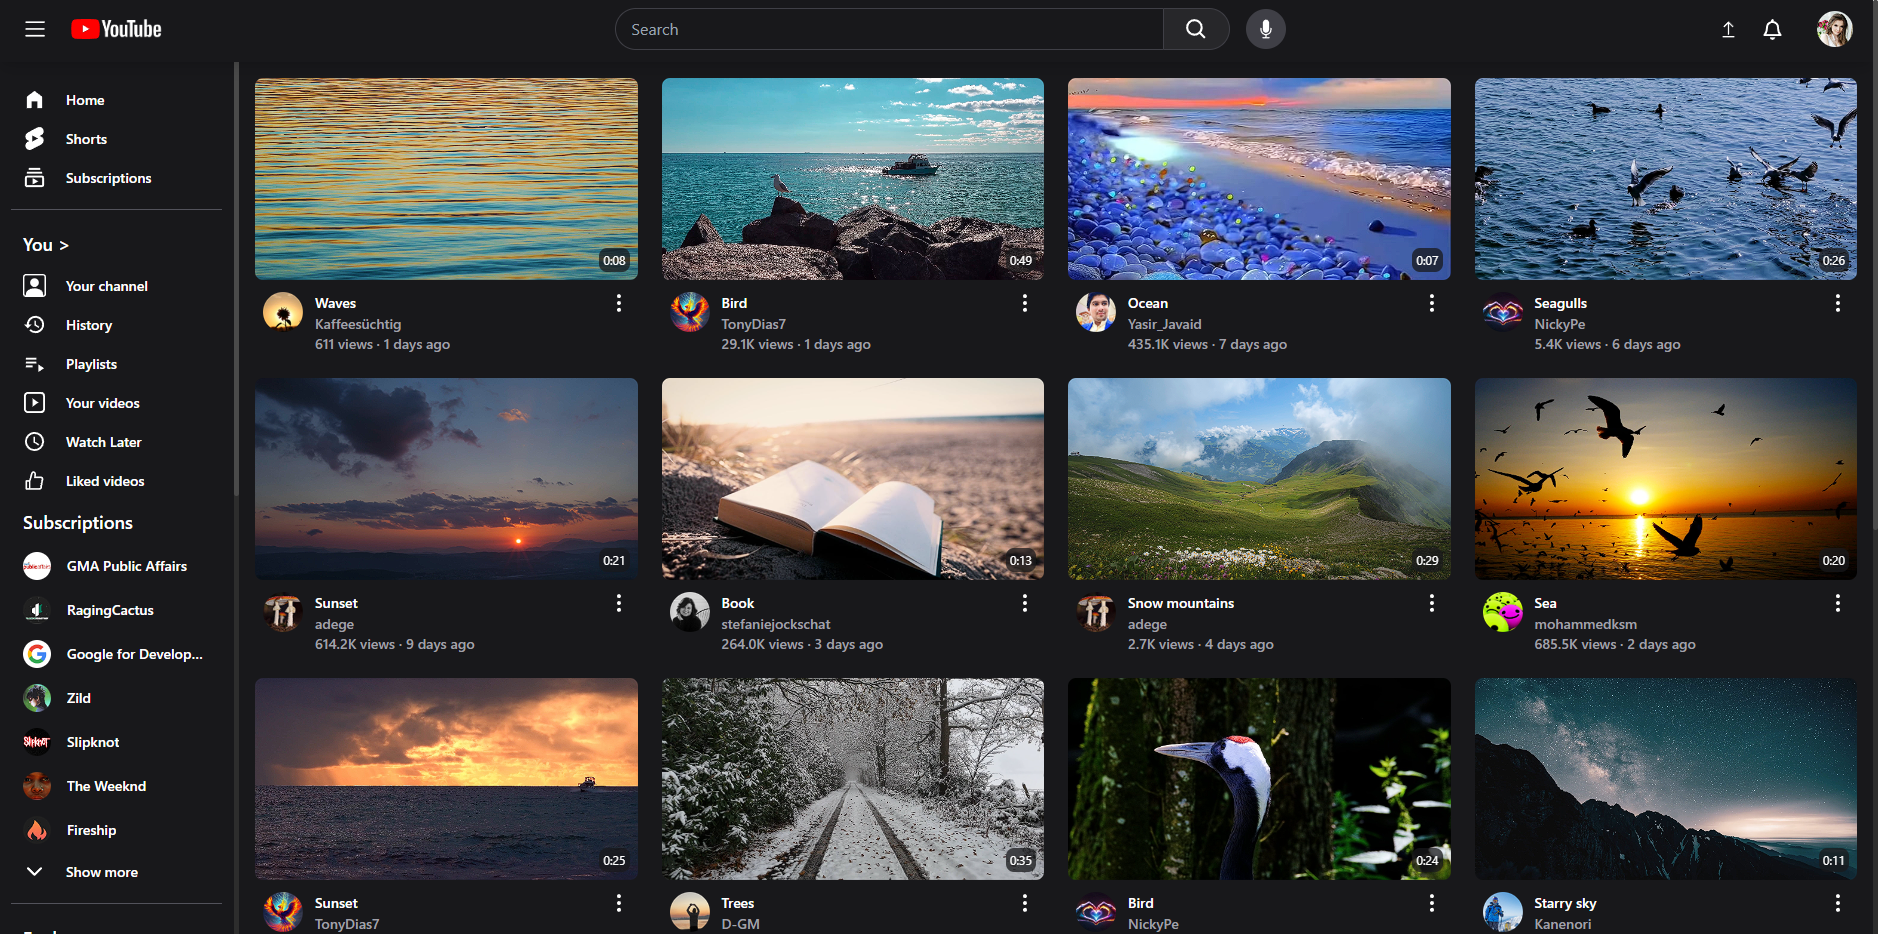 YouTube
Search
Home
Shorts
Subscriptions
You >
Your channel
History
Playlists
Your videos
Watch Later
Liked videos
Subscriptions
GMA Public Affairs
RagingCactus
Google for Develop...
Zild
Slipknot
The Weeknd
Fireship
Show more
0:08
Waves
Kaffeesüchtig
611 views · 1 days ago
0:49
Bird
TonyDias7
29.1K views · 1 days ago
0:07
Ocean
Yasir_Javaid
435.1K views · 7 days ago
0:26
Seagulls
NickyPe
5.4K views · 6 days ago
0:21
Sunset
adege
614.2K views · 9 days ago
0:13
Book
stefaniejockschat
264.0K views · 3 days ago
0:29
Snow mountains
adege
2.7K views · 4 days ago
0:20
Sea
mohammedksm
685.5K views · 2 days ago
0:25
Sunset
TonyDias7
0:35
Trees
D-GM
0:24
Bird
NickyPe
0:11
Starry sky
Kanenori